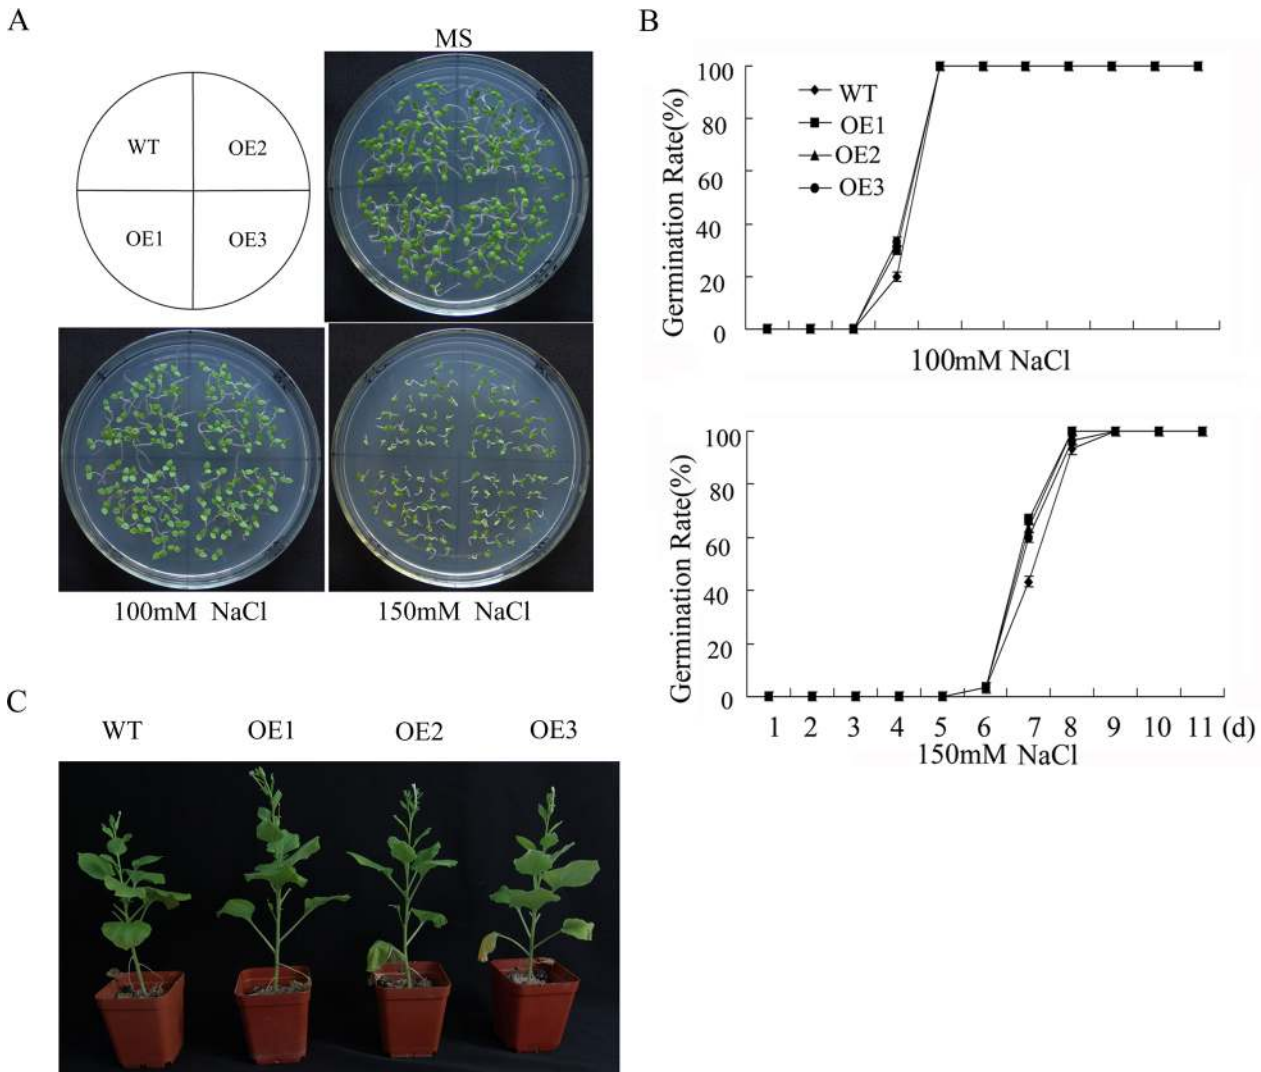 A
MS
WT
OE2
OE1
OE3
100mM NaCl
150mM NaCl
B
Germination Rate(%)
100
80
60
40
20
0
WT
OE1
OE2
OE3
100mM NaCl
Germination Rate(%)
100
80
60
40
20
0
1 2 3 4 5 6 7 8 9 10 11 (d)
150mM NaCl
C
WT OE1 OE2 OE3